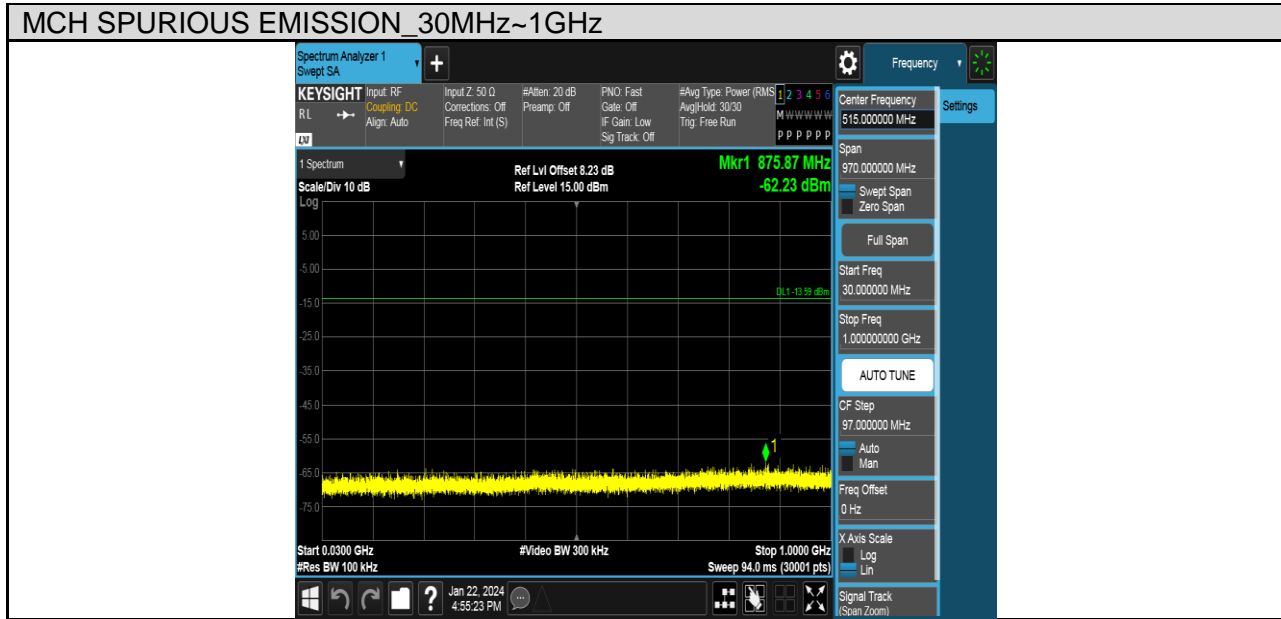 MCH SPURIOUS EMISSION_30MHz~1GHz
Spectrum Analyzer 1
Swept SA
Frequency
KEYSIGHT
RL
LXI
Input: RF
Coupling: DC
Align: Auto
Input Z: 50 Ω
Corrections: Off
Freq Ref: Int (S)
#Atten: 20 dB
Preamp: Off
PNO: Fast
Gate: Off
IF Gain: Low
Sig Track: Off
#Avg Type: Power (RMS
Avg|Hold: 30/30
Trig: Free Run
1 2 3 4 5 6
M W W W W W
P P P P P P
1 Spectrum
Scale/Div 10 dB
Log
Ref Lvl Offset 8.23 dB
Ref Level 15.00 dBm
Mkr1 875.87 MHz
-62.23 dBm
5.00
-5.00
DL1 -13.59 dBm
-15.0
-25.0
-35.0
-45.0
-55.0
1
-65.0
-75.0
Start 0.0300 GHz
#Res BW 100 kHz
#Video BW 300 kHz
Stop 1.0000 GHz
Sweep 94.0 ms (30001 pts)
?
Jan 22, 2024
4:55:23 PM
Center Frequency
515.000000 MHz
Settings
Span
970.000000 MHz
Swept Span
Zero Span
Full Span
Start Freq
30.000000 MHz
Stop Freq
1.000000000 GHz
AUTO TUNE
CF Step
97.000000 MHz
Auto
Man
Freq Offset
0 Hz
X Axis Scale
Log
Lin
Signal Track
(Span Zoom)